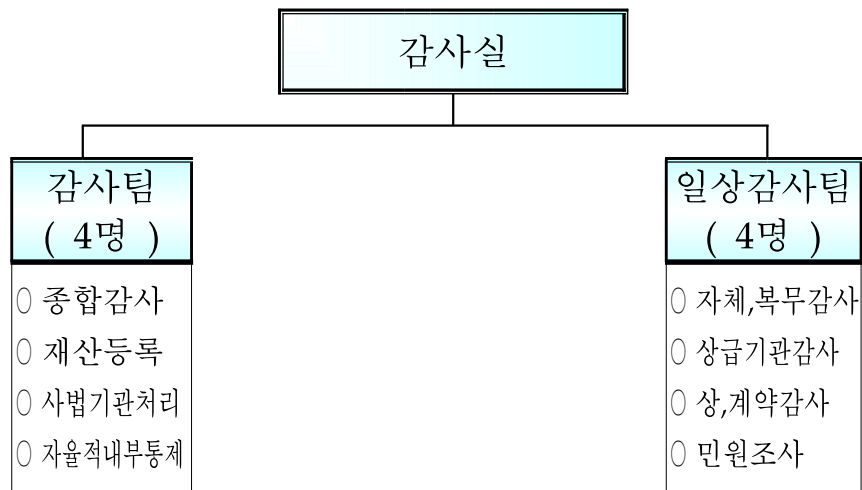 감사실
감사팀
( 4명 )
○ 종합감사
○ 재산등록
○ 사법기관처리
○ 자율적내부통제
일상감사팀
( 4명 )
○ 자체,복무감사
○ 상급기관감사
○ 상,계약감사
○ 민원조사